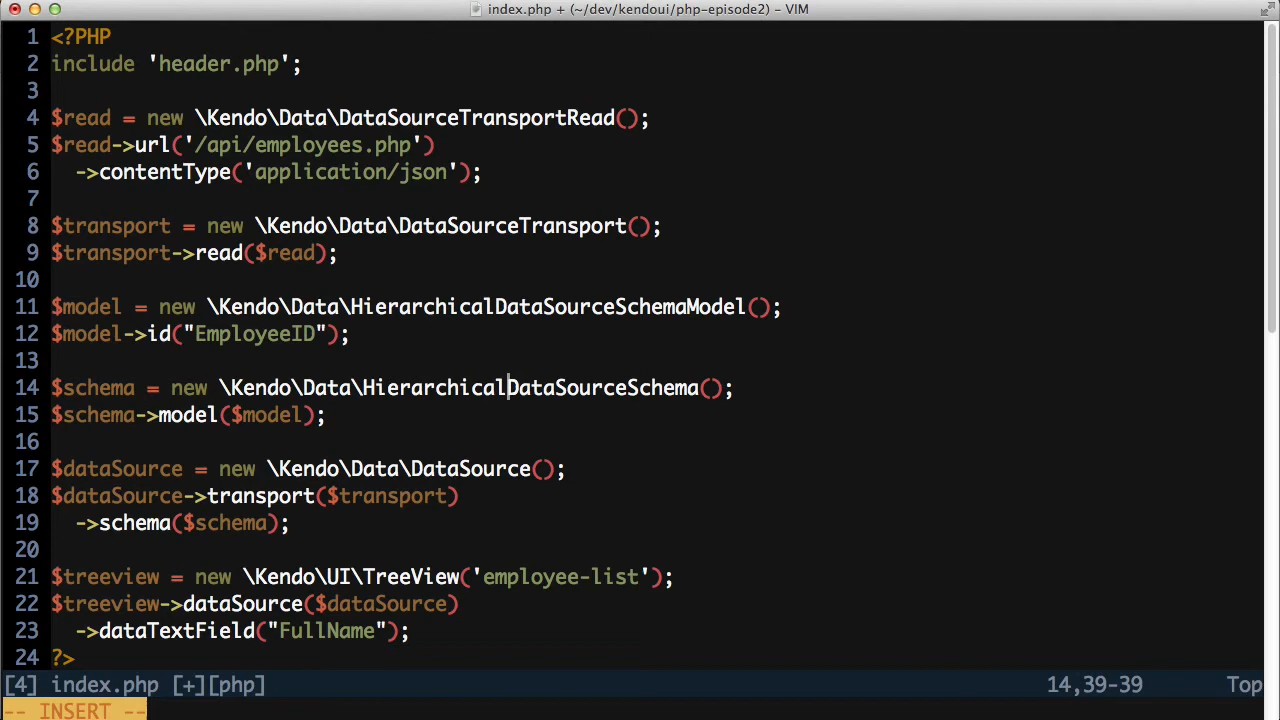 index.php + (~/dev/kendoui/php-episode2) – VIM
1 <?PHP
2 include 'header.php';
3
4 $read = new \Kendo\Data\DataSourceTransportRead();
5 $read->url('/api/employees.php')
6   ->contentType('application/json');
7
8 $transport = new \Kendo\Data\DataSourceTransport();
9 $transport->read($read);
10
11 $model = new \Kendo\Data\HierarchicalDataSourceSchemaModel();
12 $model->id("EmployeeID");
13
14 $schema = new \Kendo\Data\HierarchicalDataSourceSchema();
15 $schema->model($model);
16
17 $dataSource = new \Kendo\Data\DataSource();
18 $dataSource->transport($transport)
19   ->schema($schema);
20
21 $treeview = new \Kendo\UI\TreeView('employee-list');
22 $treeview->dataSource($dataSource)
23   ->dataTextField("FullName");
24 ?>
[4] index.php [+][php] 14,39-39 Top
-- INSERT --